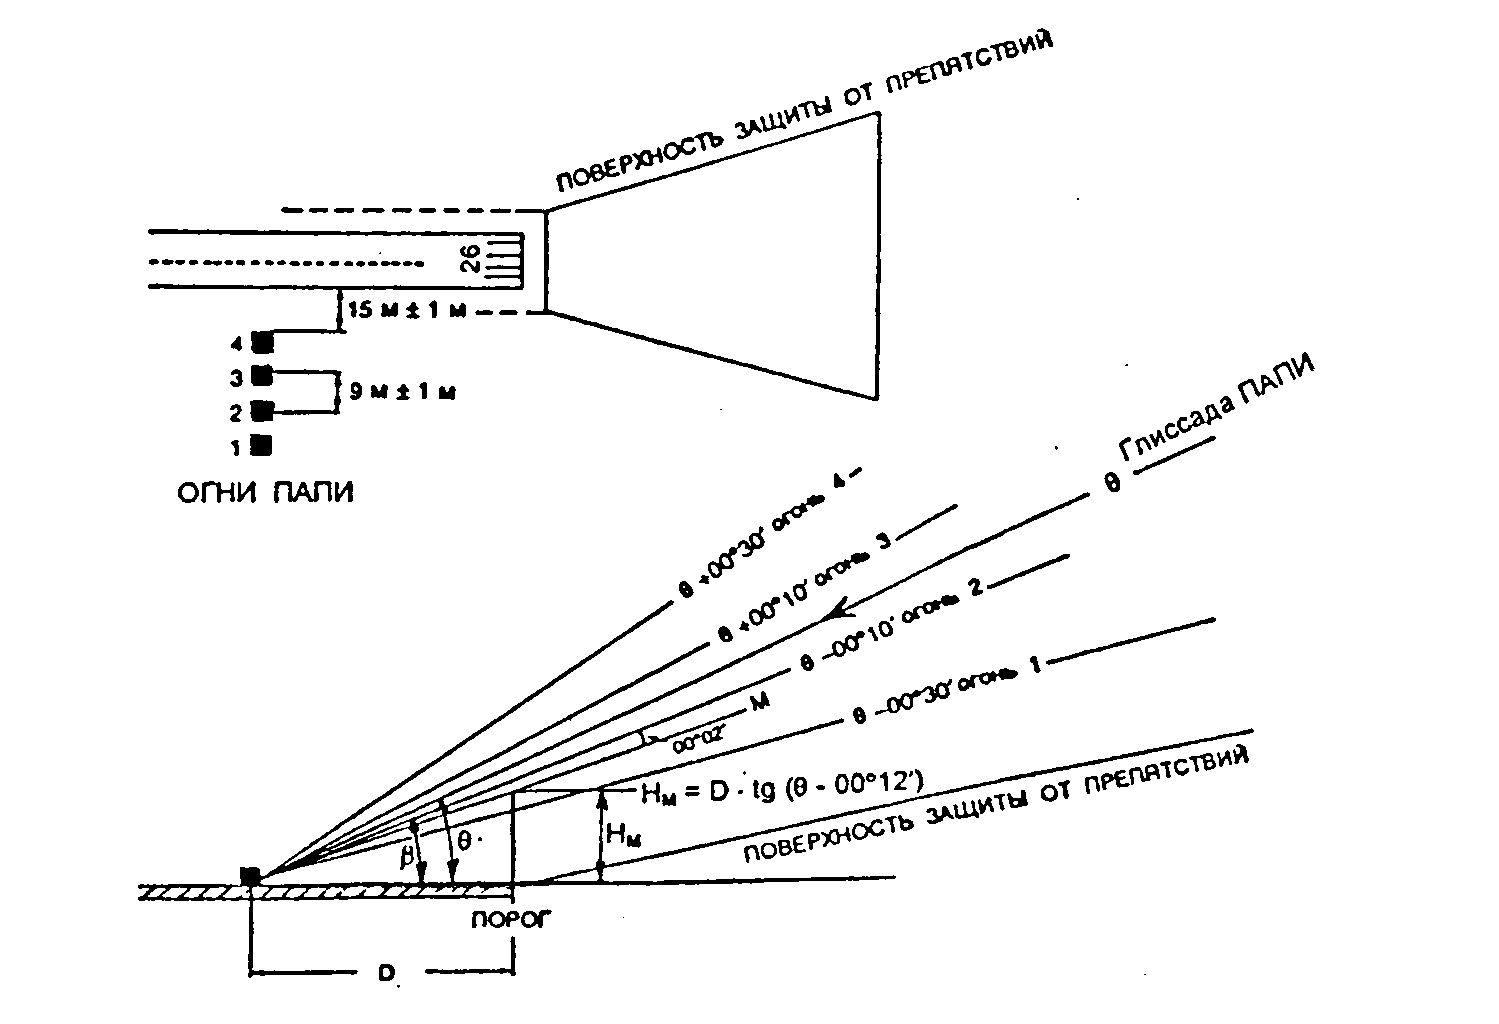 ПОВЕРХНОСТЬ ЗАЩИТЫ ОТ ПРЕПЯТСТВИЙ
26
15 м ± 1 м
4
3
9 м ± 1 м
2
1
ОГНИ ПАПИ
Глиссада ПАПИ
θ
θ +00°30′ огонь 4
θ +00°10′ огонь 3
θ –00°10′ огонь 2
θ –00°30′ огонь 1
М
00°02′
Hм = D · tg (θ - 00°12′)
Hм
β
θ
ПОВЕРХНОСТЬ ЗАЩИТЫ ОТ ПРЕПЯТСТВИЙ
ПОРОГ
D